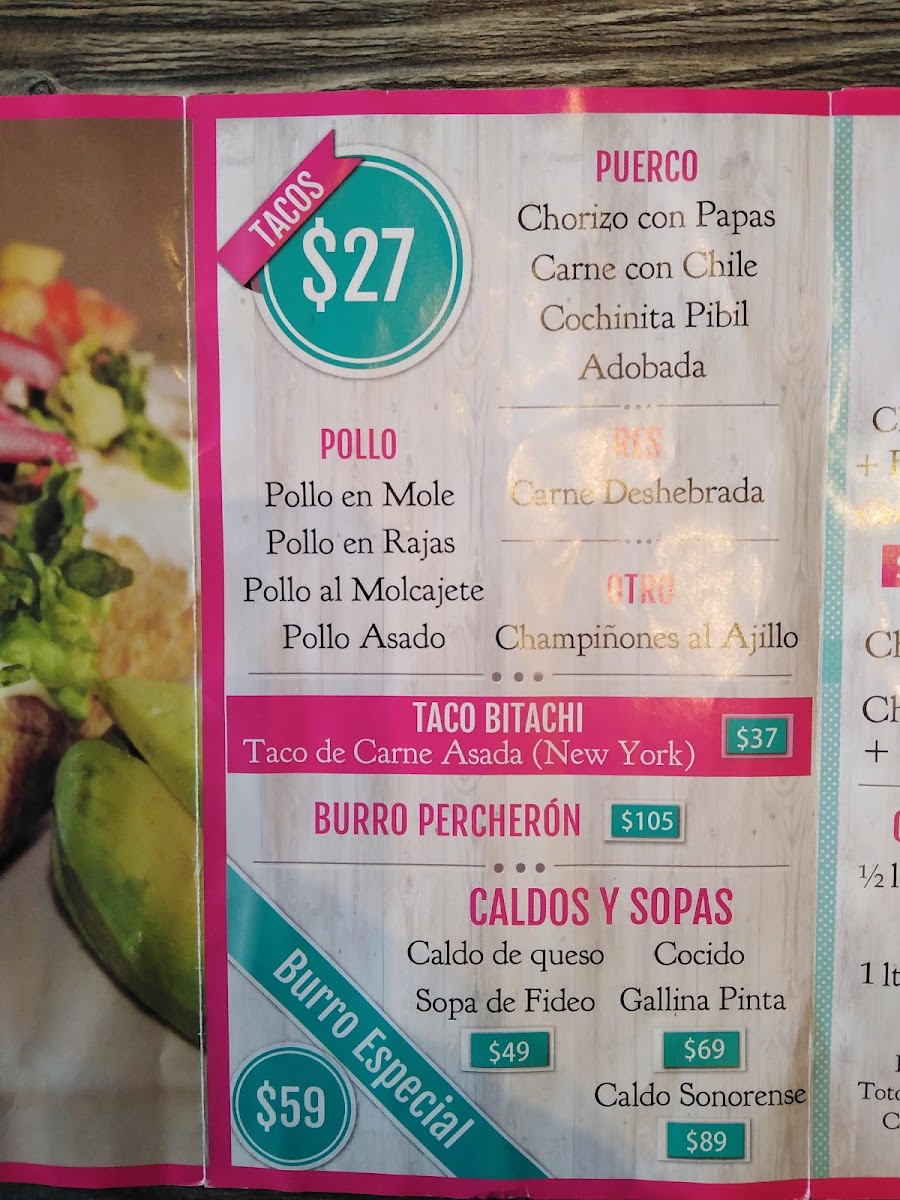 TACOS
$27
PUERCO
Chorizo con Papas
Carne con Chile
Cochinita Pibil
Adobada
POLLO
Pollo en Mole
Pollo en Rajas
Pollo al Molcajete
Pollo Asado
RES
Carne Deshebrada
OTRO
Champiñones al Ajillo
TACO BITACHI
Taco de Carne Asada (New York)
$37
BURRO PERCHERÓN
$105
CALDOS Y SOPAS
Caldo de queso
Sopa de Fideo
$49
Cocido
Gallina Pinta
$69
Caldo Sonorense
$89
Burro Especial
$59
+
½
1